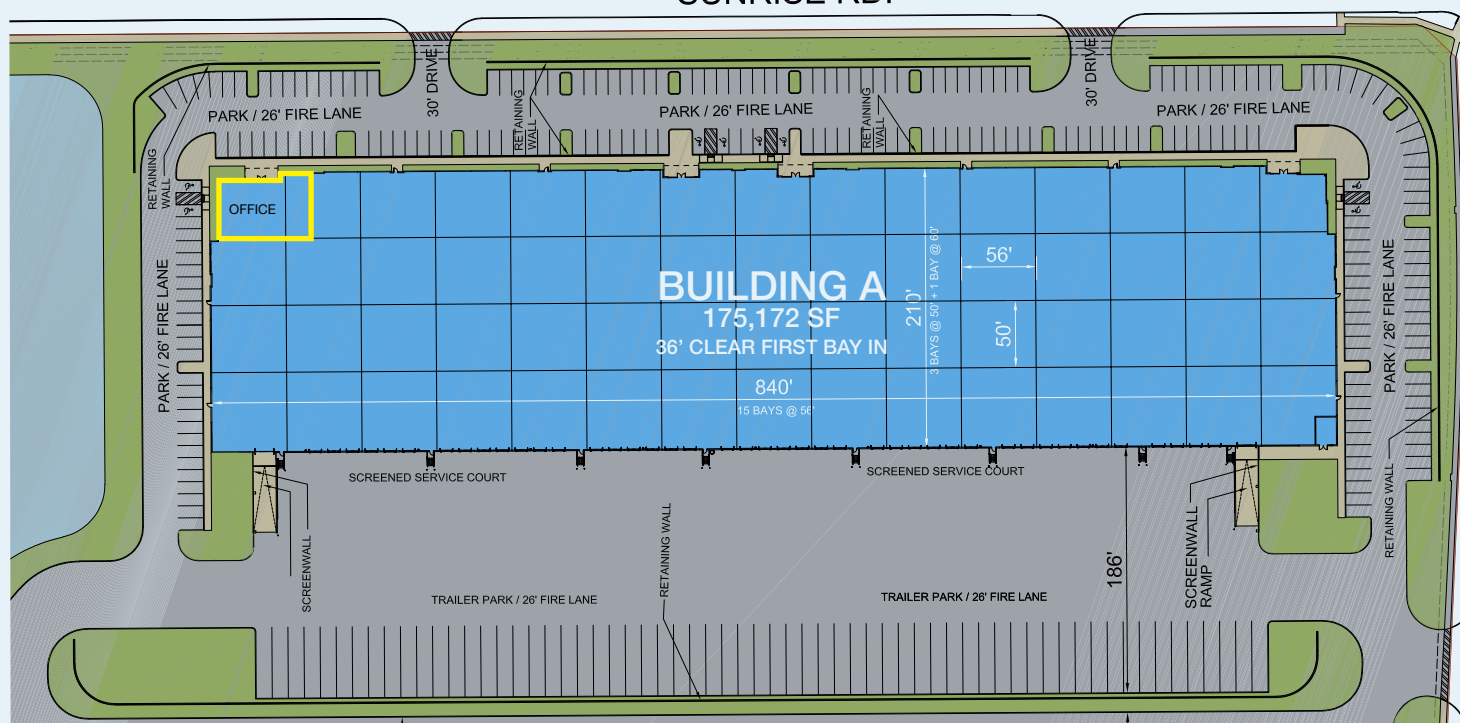 SUNRISE RD.
30' DRIVE
30' DRIVE
PARK / 26' FIRE LANE
PARK / 26' FIRE LANE
PARK / 26' FIRE LANE
RETAINING
WALL
RETAINING
WALL
RETAINING
WALL
OFFICE
BUILDING A
175,172 SF
36’ CLEAR FIRST BAY IN
210'
3 BAYS @ 50' + 1 BAY @ 60'
56'
50'
840'
15 BAYS @ 56'
PARK / 26' FIRE LANE
PARK / 26' FIRE LANE
SCREENED SERVICE COURT
SCREENED SERVICE COURT
SCREENWALL
RETAINING WALL
186'
SCREENWALL
RAMP
RETAINING WALL
TRAILER PARK / 26' FIRE LANE
TRAILER PARK / 26' FIRE LANE